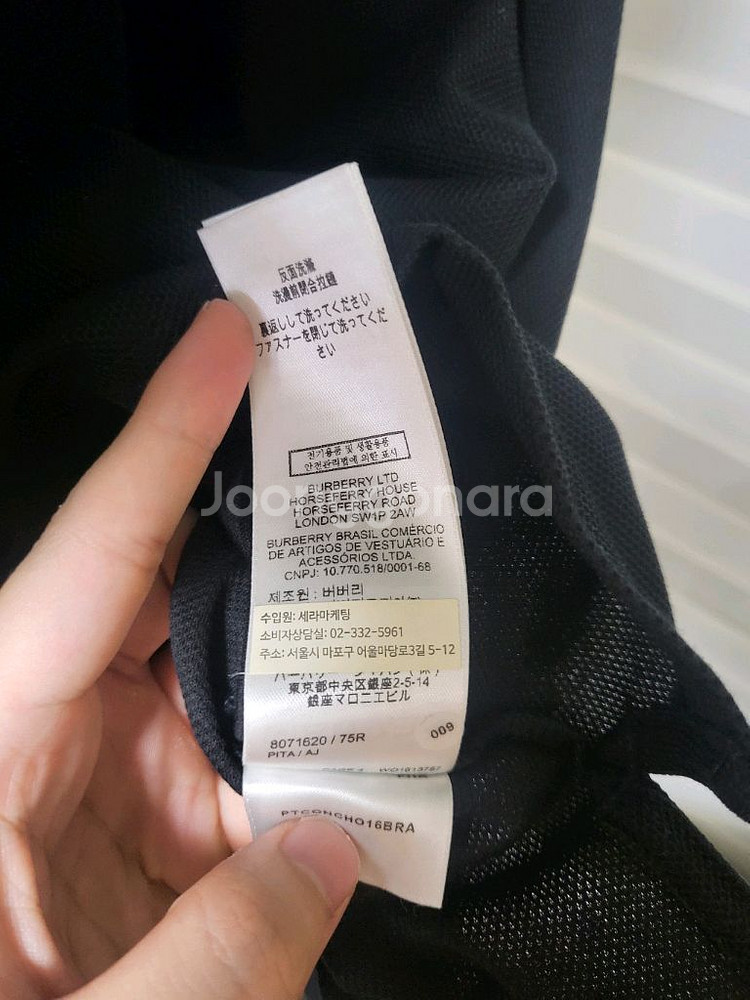 反面洗滌
洗滌前閉合拉鏈
裏返しして洗ってください
ファスナーを閉じて洗ってくだ
さい
전기용품 및 생활용품
안전관리법에 의한 표시
BURBERRY LTD
HORSEFERRY HOUSE
HORSEFERRY ROAD
LONDON SW1P 2AW
Joongonara
BURBERRY BRASIL COMÉRCIO
DE ARTIGOS DE VESTUÁRIO E
ACESSÓRIOS LTDA.
CNPJ: 10.770.518/0001-68
제조원 : 버버리
수입원: 세라마케팅
소비자상담실: 02-332-5961
주소: 서울시 마포구 어울마당로3길 5-12
東京都中央区銀座2-5-14
銀座マロニエビル
8071620 / 75R
009
PITA / AJ